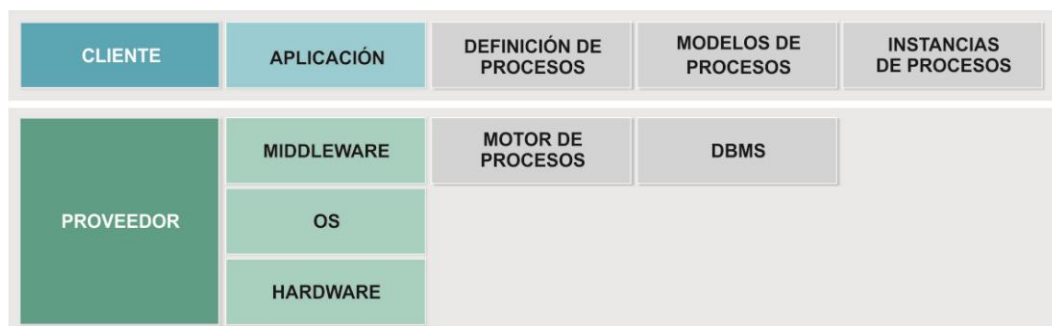 CLIENTE
APLICACIÓN
DEFINICIÓN DE
PROCESOS
MODELOS DE
PROCESOS
INSTANCIAS
DE PROCESOS
PROVEEDOR
MIDDLEWARE
MOTOR DE
PROCESOS
DBMS
OS
HARDWARE